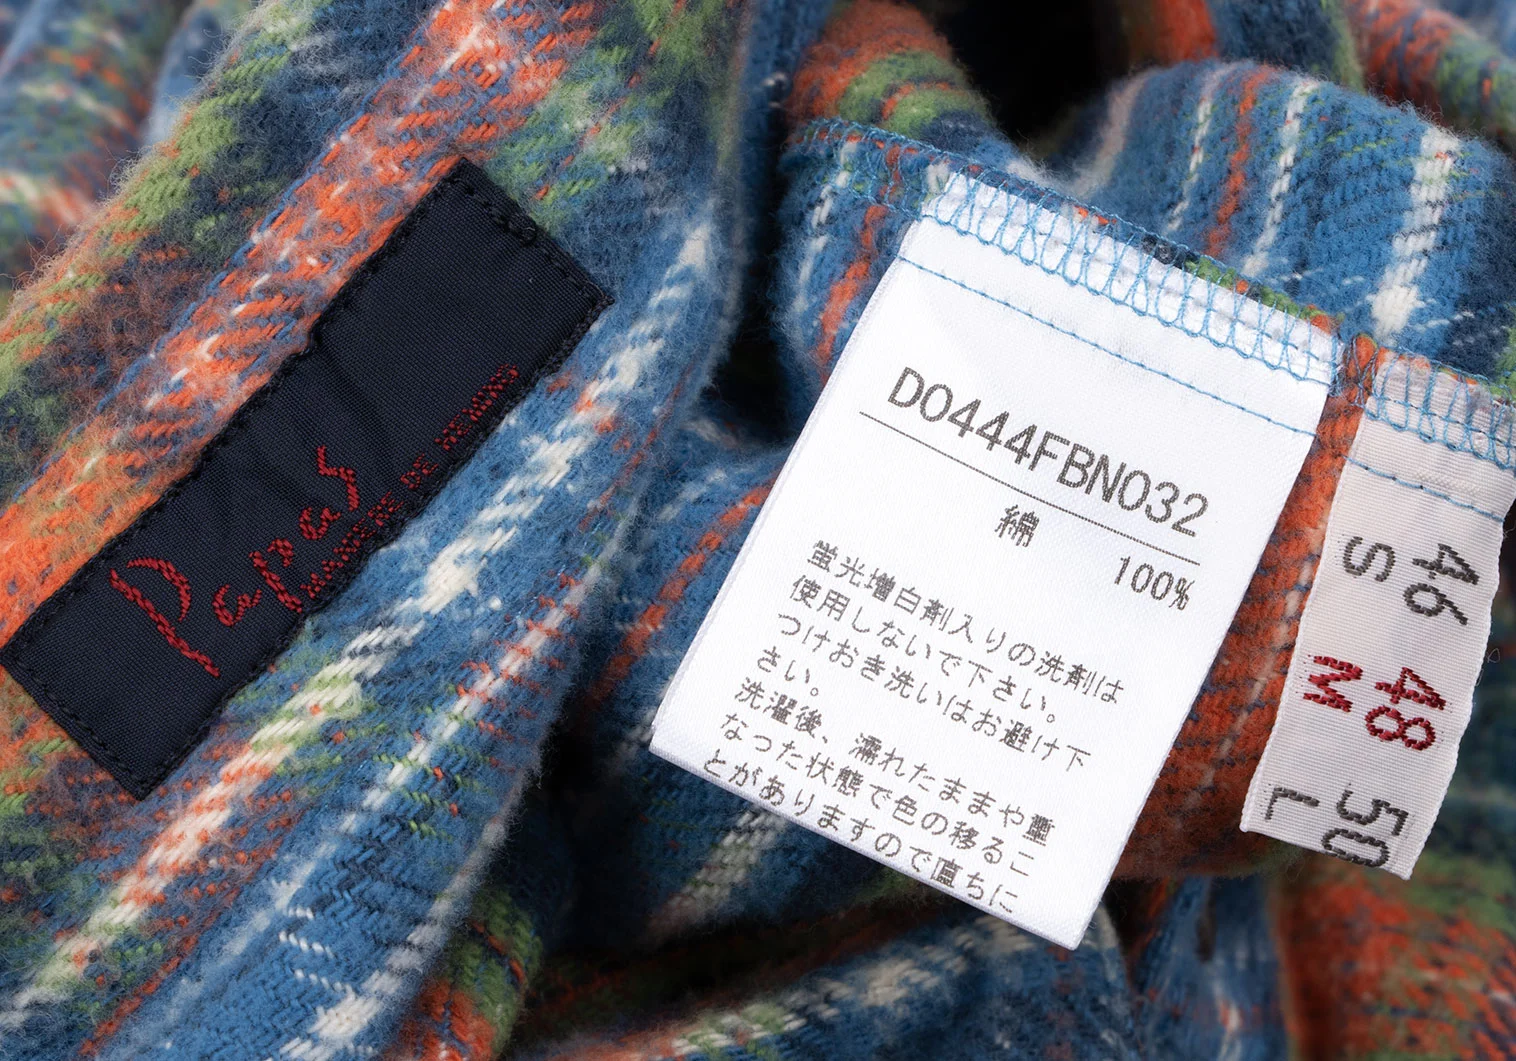 Papas
LUMIERE DE
DO444FBN032
綿
100%
蛍光増白剤入りの洗剤は
使用しないで下さい。
つけおき洗いはお避け下
さい。
洗濯後、濡れたままや重
なった状態で色の移るこ
とがありますので直ちに
46 48 50
S M L